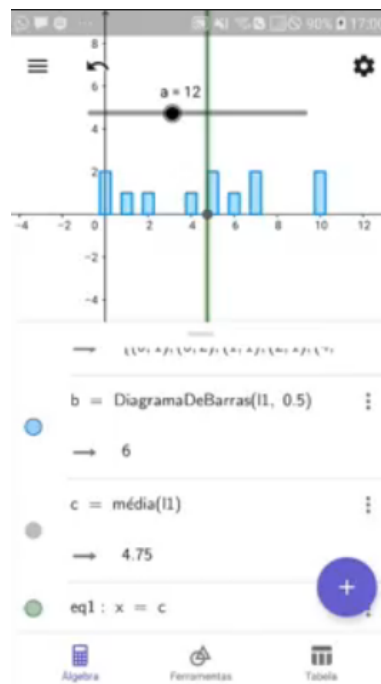 90% 17:00
8
a = 12
6
4
2
-4 -2 0 2 4 6 8 10 12
-2
-4
b = DiagramaDeBarras(l1, 0.5)
→ 6
c = média(l1)
→ 4.75
+
eq1 : x = c
Álgebra Ferramentas Tabela